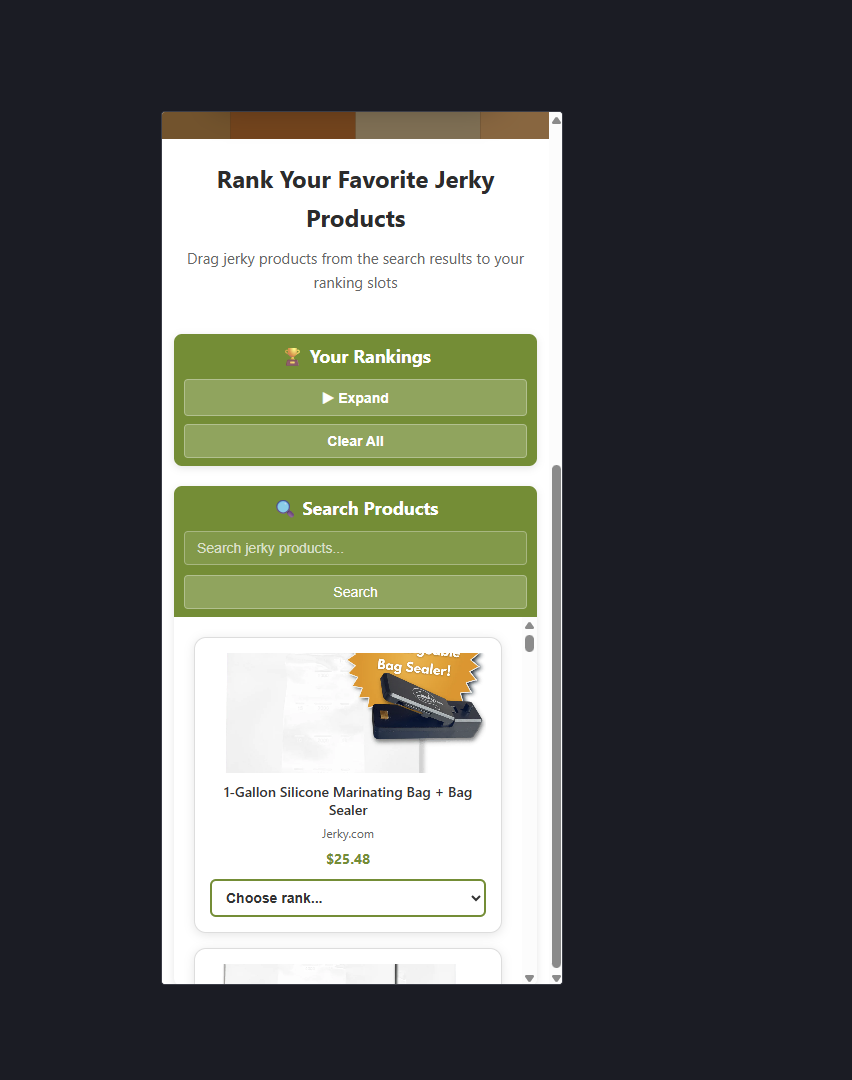 Rank Your Favorite Jerky
Products
Drag jerky products from the search results to your
ranking slots
🏆 Your Rankings
▶ Expand
Clear All
🔍 Search Products
Search jerky products...
Search
Bag Sealer!
1-Gallon Silicone Marinating Bag + Bag
Sealer
Jerky.com
$25.48
Choose rank...